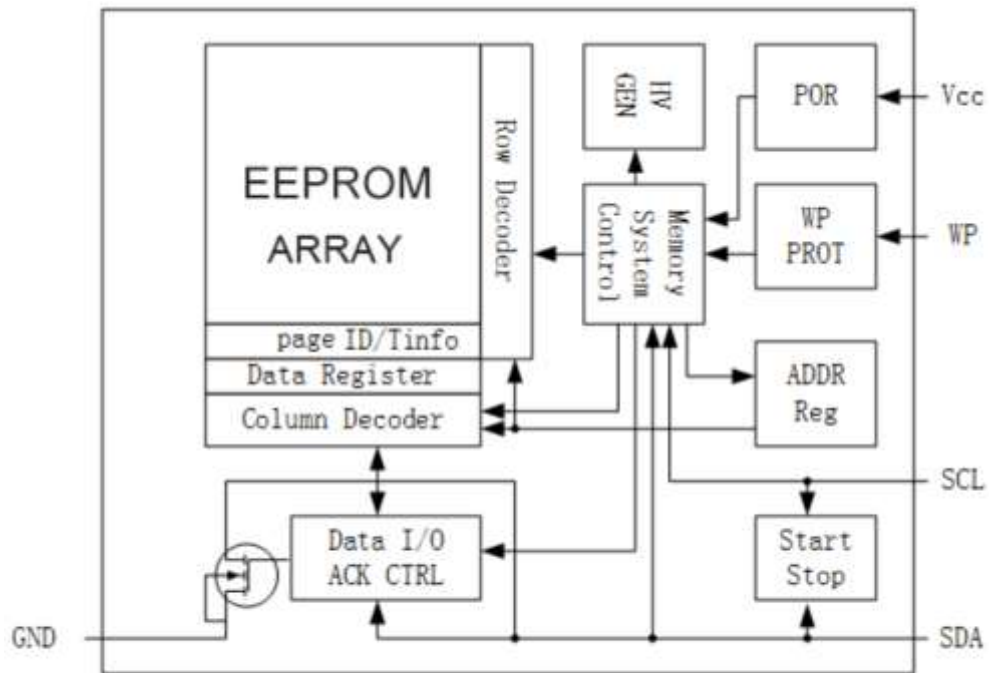 EEPROM
ARRAY
Row Decoder
page ID/Tinfo
Data Register
Column Decoder
HV
GEN
Memory
System
Control
POR
Vcc
WP
PROT
WP
ADDR
Reg
SCL
Data I/O
ACK CTRL
Start
Stop
GND
SDA